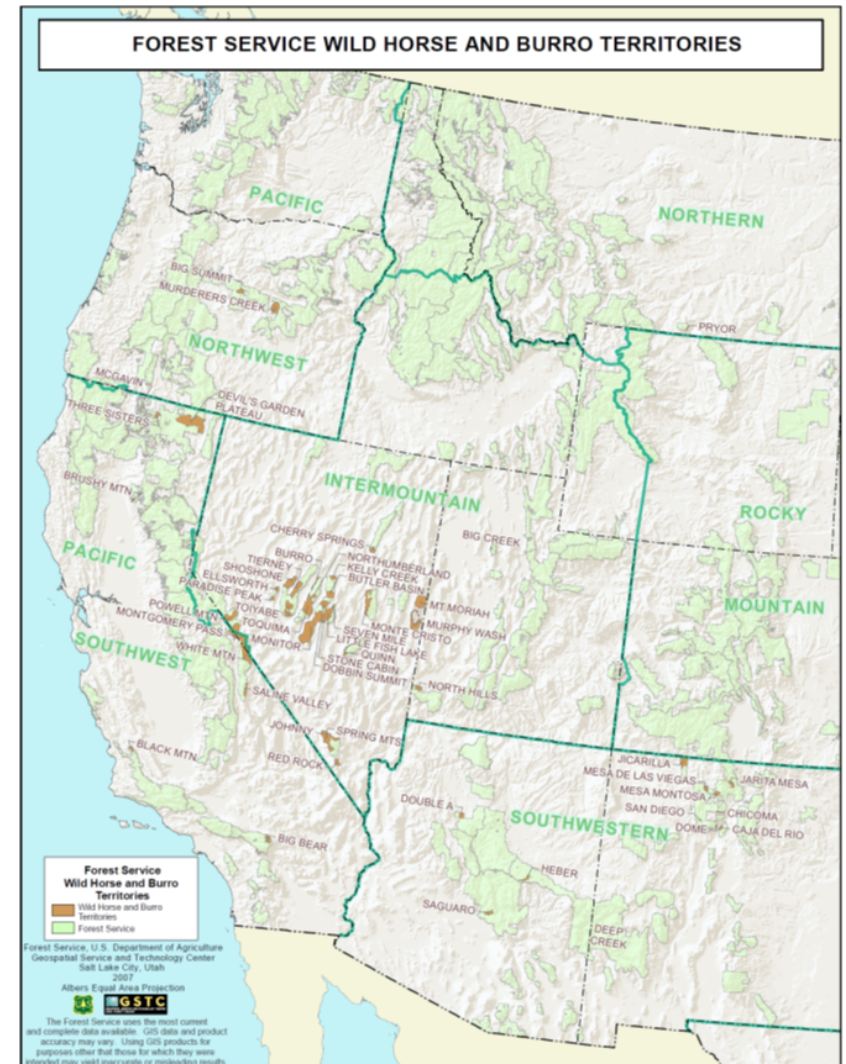 FOREST SERVICE WILD HORSE AND BURRO TERRITORIES
PACIFIC
NORTHERN
BIG SUMMIT
MURDERERS CREEK
PRYOR
NORTHWEST
MCGAVIN
DEVIL'S GARDEN
PLATEAU
THREE SISTERS
INTERMOUNTAIN
BRUSHY MTN
ROCKY
CHERRY SPRINGS
BIG CREEK
PACIFIC
BURRO
NORTHUMBERLAND
TIERNEY
KELLY CREEK
SHOSHONE
BUTLER BASIN
ELLSWORTH
PARADISE PEAK
MT MORIAH
MOUNTAIN
POWELL MTN
TOIYABE
MONTE CRISTO
MURPHY WASH
MONTGOMERY PASS
TOQUIMA
SEVEN MILE
MONITOR
LITTLE FISH LAKE
SOUTHWEST
WHITE MTN
QUINN
STONE CABIN
DOBBIN SUMMIT
NORTH HILLS
SALINE VALLEY
JOHNNY
SPRING MTS
BLACK MTN
RED ROCK
JICARILLA
MESA DE LAS VIEGAS
JARITA MESA
MESA MONTOSA
DOUBLE A
SAN DIEGO
CHICOMA
SOUTHWESTERN
DOME
CAJA DEL RIO
BIG BEAR
HEBER
SAGUARO
DEEP
CREEK
Forest Service
Wild Horse and Burro
Territories
Wild Horse and Burro
Territories
Forest Service
Forest Service, U.S. Department of Agriculture
Geospatial Service and Technology Center
Salt Lake City, Utah
2007
Albers Equal Area Projection
GSTC
The Forest Service uses the most current
and complete data available. GIS data and product
accuracy may vary. Using GIS products for
purposes other that those for which they were
intended may yield inaccurate or misleading results.